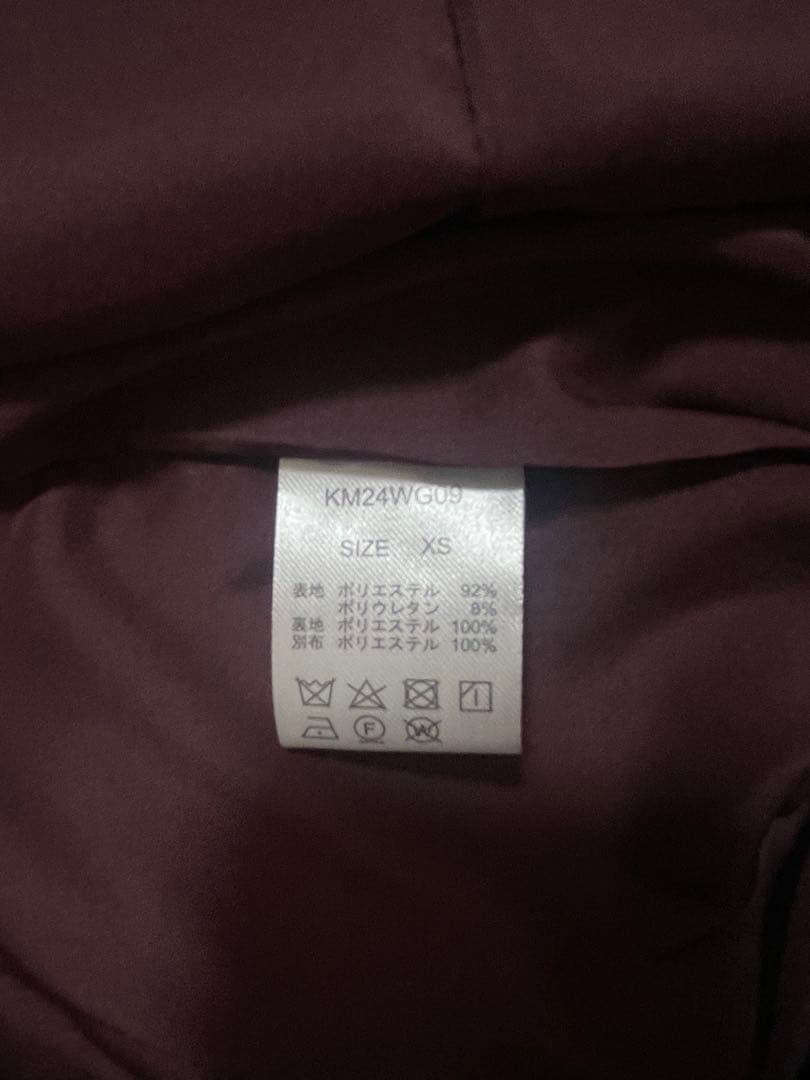 KM24WG09
SIZE XS
表地 ポリエステル 92%
ポリウレタン 8%
裏地 ポリエステル 100%
別布 ポリエステル 100%
F
W